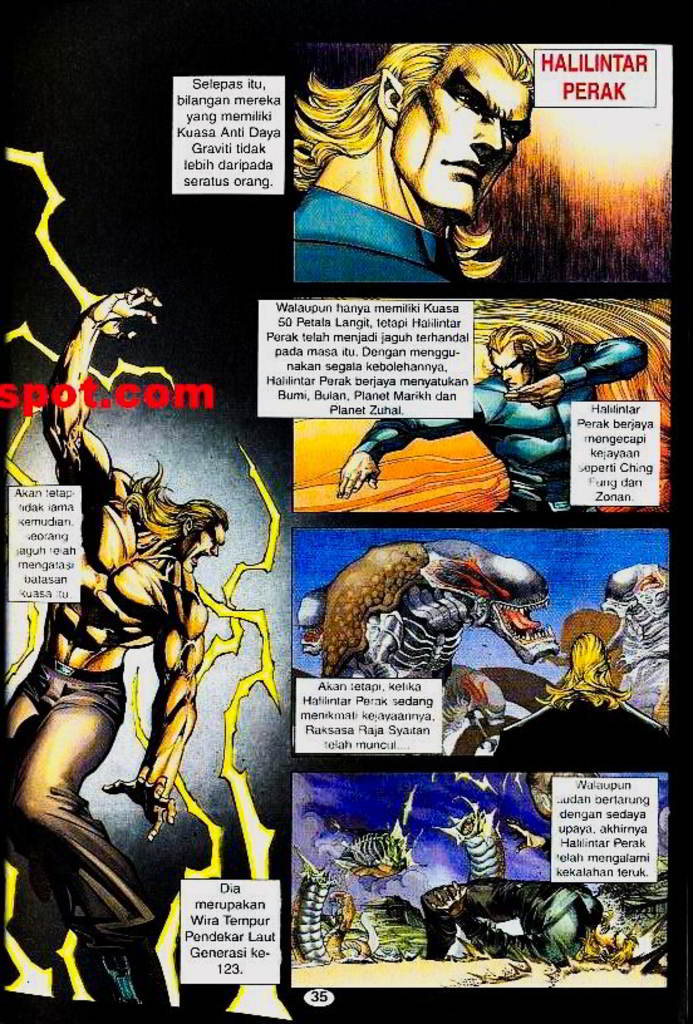 Selepas itu,
bilangan mereka
yang memiliki
Kuasa Anti Daya
Graviti tidak
lebih daripada
seratus orang.
HALILINTAR
PERAK
Walaupun hanya memiliki Kuasa
50 Petala Langit, tetapi Halilintar
Perak telah menjadi jaguh terhandal
pada masa itu. Dengan menggu-
nakan segala kebolehannya,
Halilintar Perak berjaya menyatukan
Bumi, Bulan, Planet Marikh dan
Planet Zuhal.
Halilintar
Perak berjaya
mengecapi
kejayaan
seperti Ching
Fung dan
Zonan.
spot.com
Akan tetapi
tidak lama
kemudian,
seorang
jaguh telah
mengatasi
batasan
kuasa itu.
Akan tetapi, ketika
Halilintar Perak sedang
menikmati kejayaannya,
Raksasa Raja Syaitan
telah muncul....
Walaupun
sudah bertarung
dengan sedaya
upaya, akhirnya
Halilintar Perak
telah mengalami
kekalahan teruk.
Dia
merupakan
Wira Tempur
Pendekar Laut
Generasi ke-
123.
35